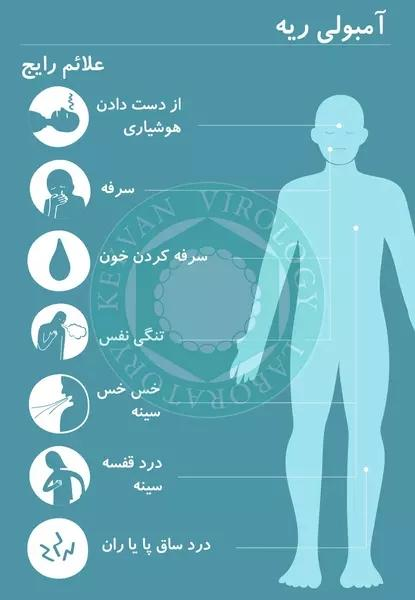 آمبولی ریه
علائم رایج
از دست دادن
هوشیاری
سرفه
سرفه کردن خون
تنگی نفس
خس خس
سینه
درد قفسه
سینه
درد ساق پا یا ران
KEYVAN VIROLOGY LABORATORY